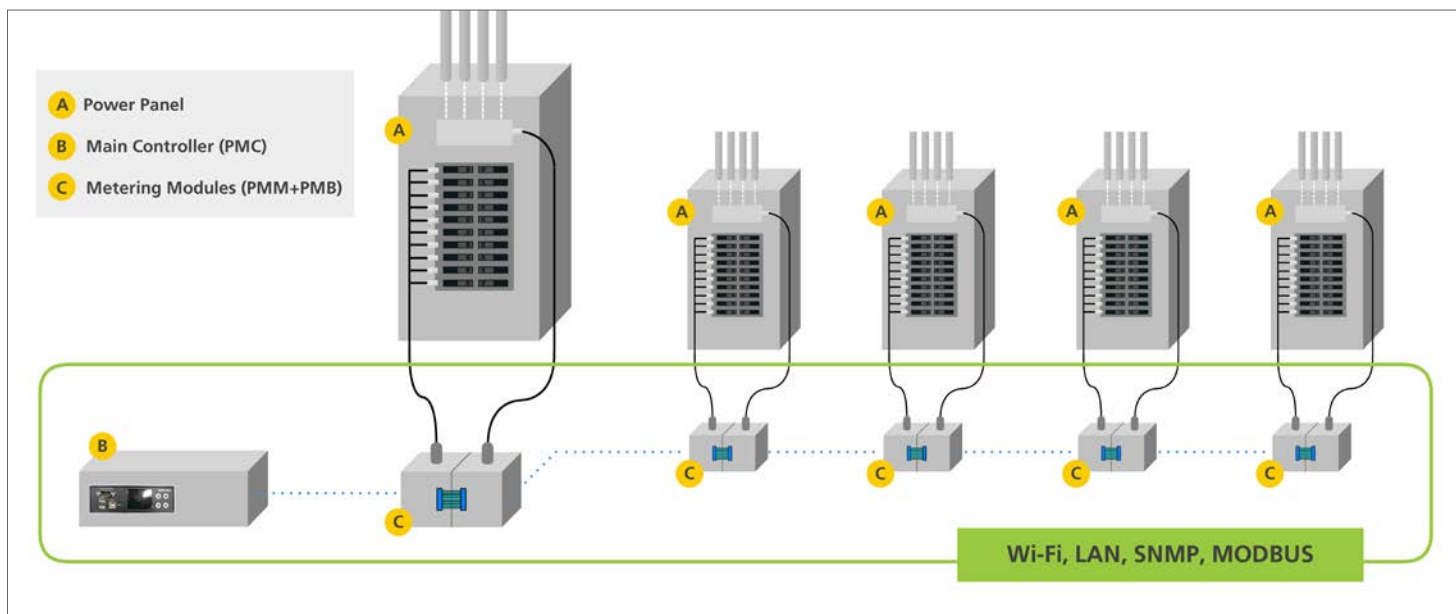 A Power Panel
B Main Controller (PMC)
C Metering Modules (PMM+PMB)
A
A
A
A
A
B
C
C
C
C
C
Wi-Fi, LAN, SNMP, MODBUS